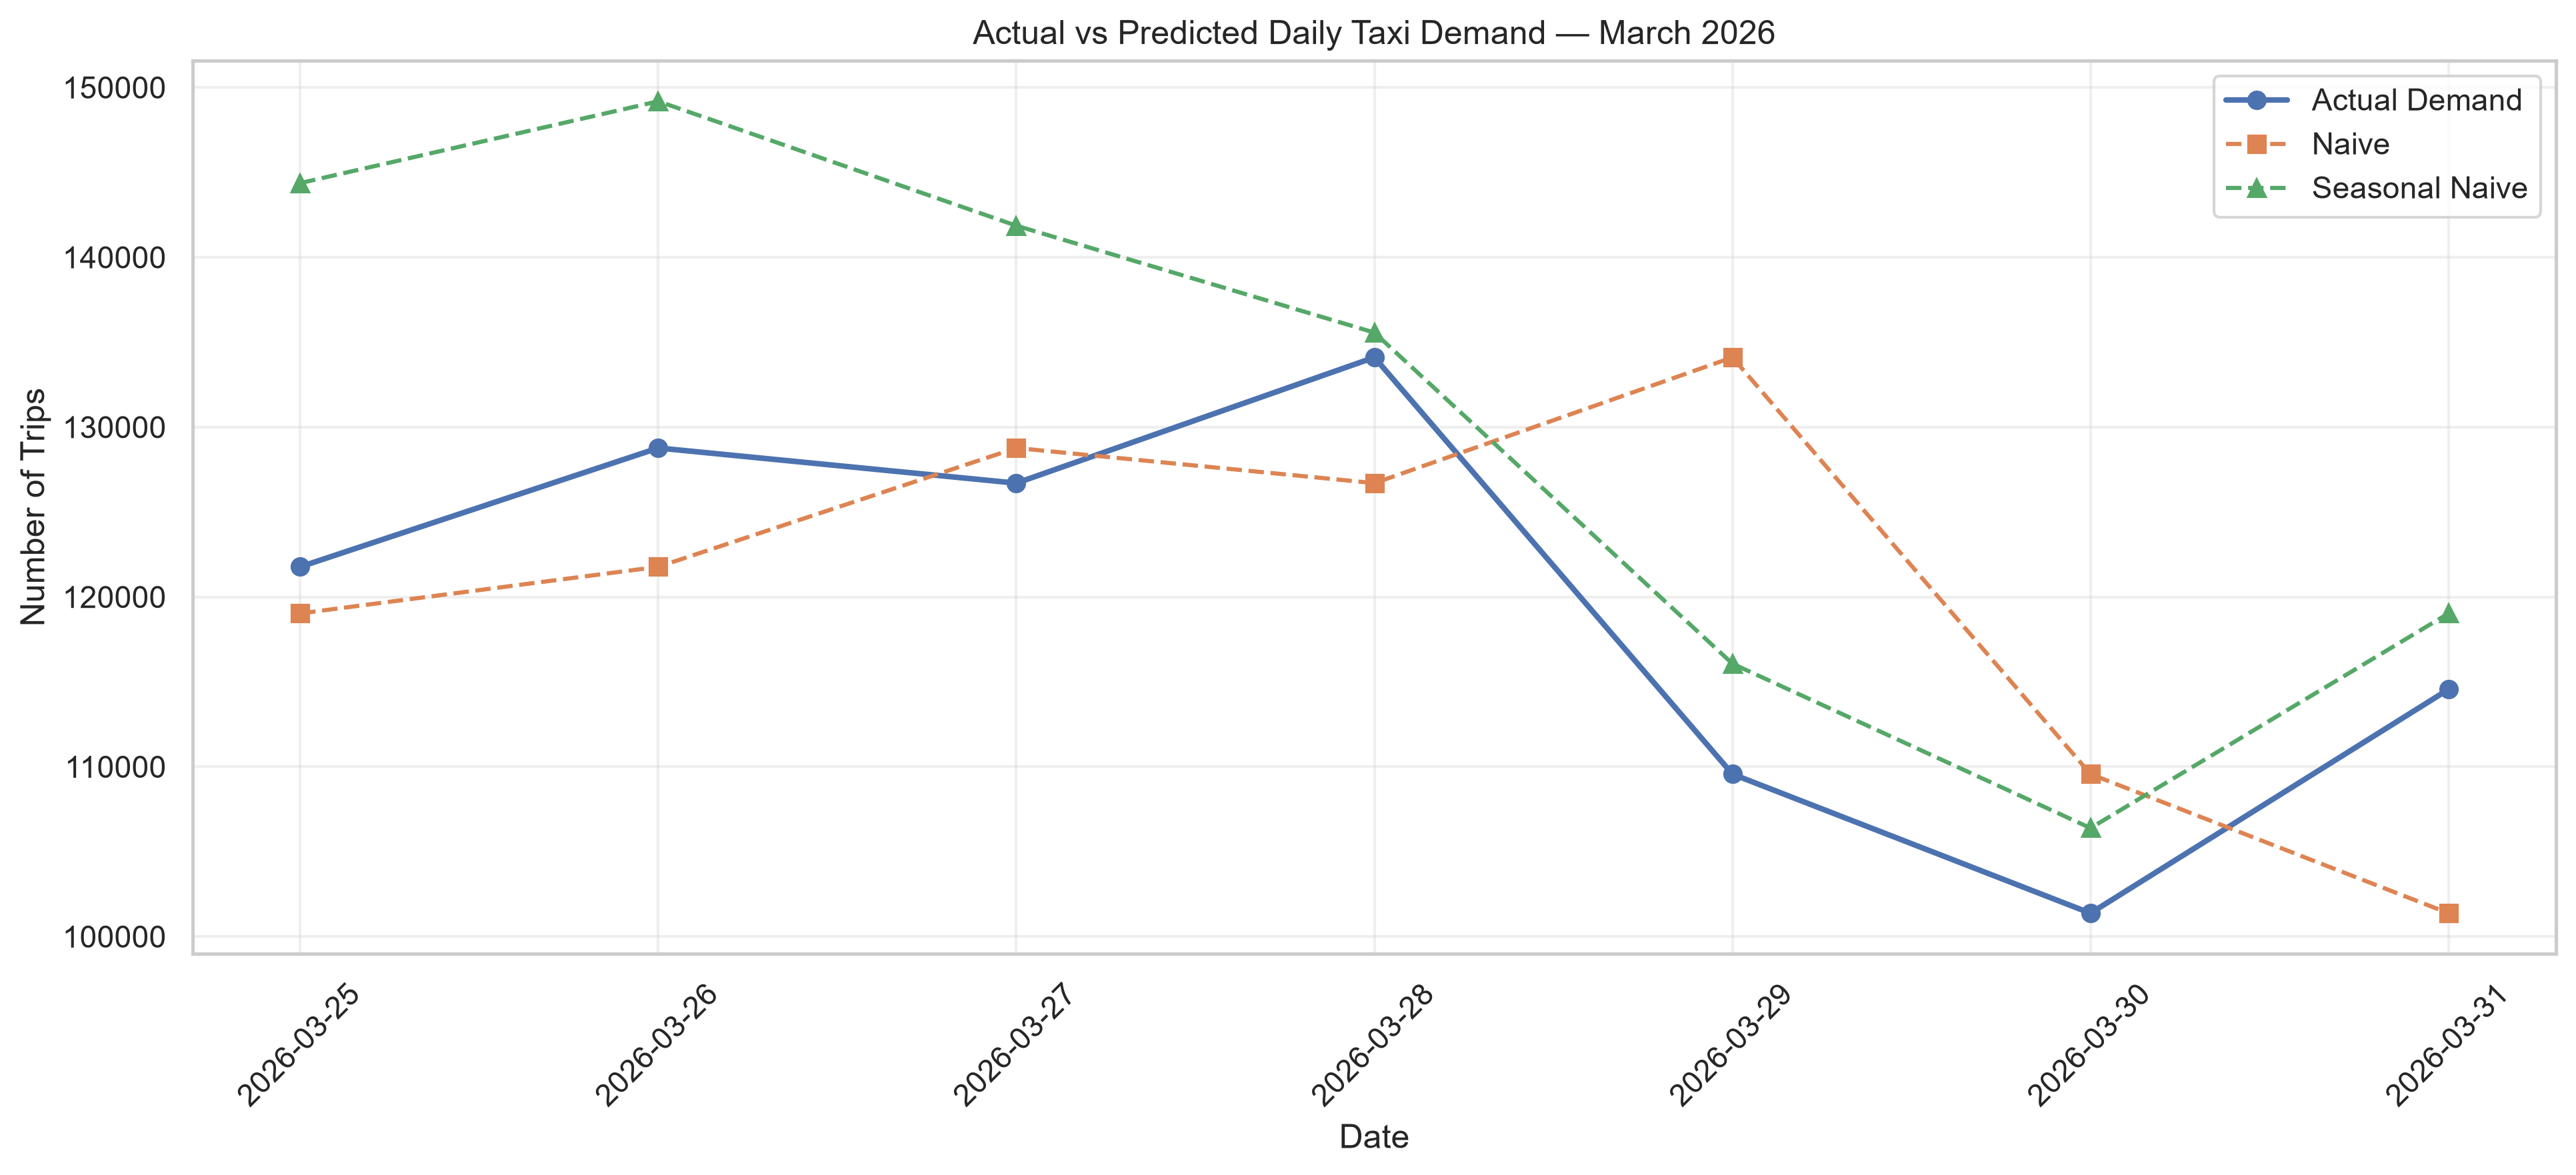 Actual vs Predicted Daily Taxi Demand — March 2026
150000
140000
130000
120000
110000
100000
Number of Trips
Actual Demand
Naive
Seasonal Naive
2026-03-25
2026-03-26
2026-03-27
2026-03-28
2026-03-29
2026-03-30
2026-03-31
Date